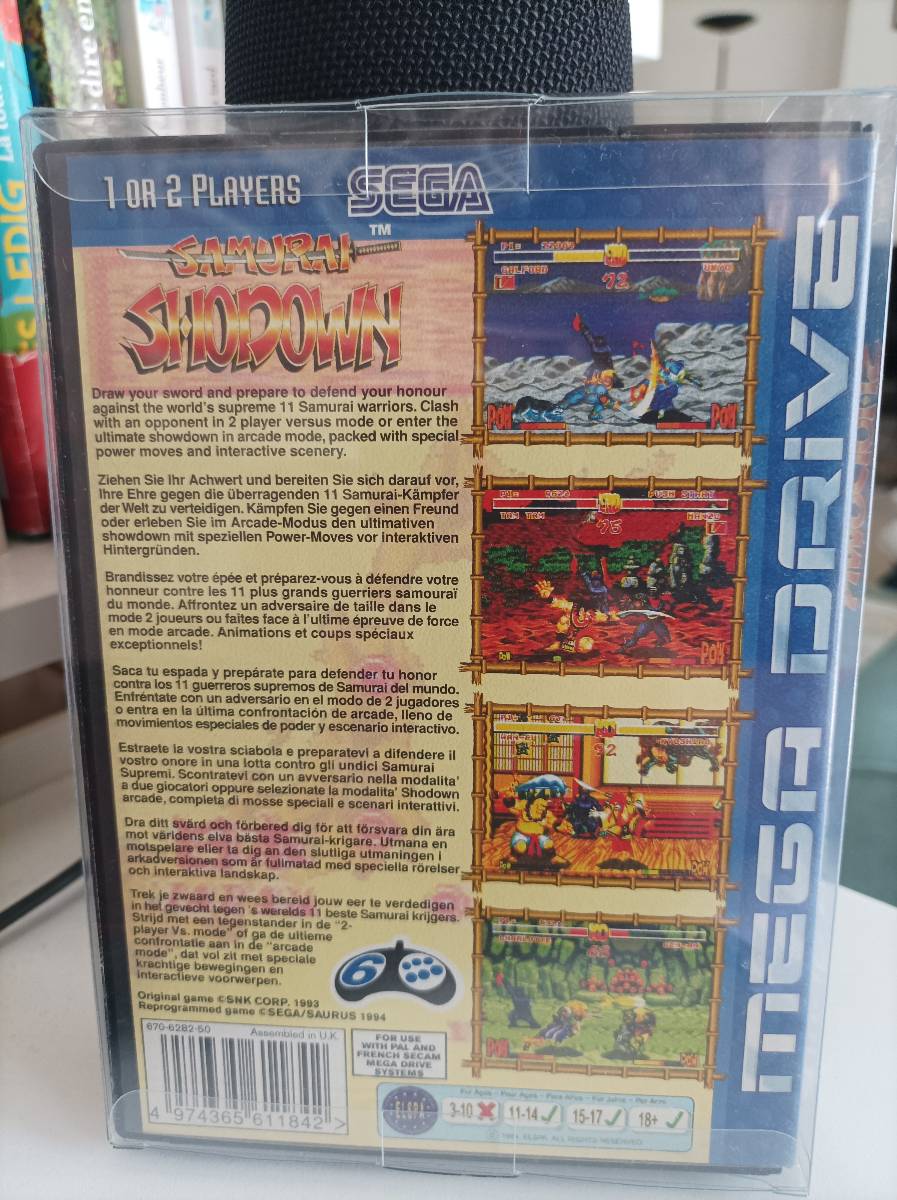 dire en
LEDIG
1 OR 2 PLAYERS
SEGA
TM
SAMURAI
SHODOWN
Draw your sword and prepare to defend your honour
against the world's supreme 11 Samurai warriors. Clash
with an opponent in 2 player versus mode or enter the
ultimate showdown in arcade mode, packed with special
power moves and interactive scenery.
Ziehen Sie Ihr Achwert und bereiten Sie sich darauf vor,
Ihre Ehre gegen die überragenden 11 Samurai-Kämpfer
der Welt zu verteidigen. Kämpfen Sie gegen einen Freund
oder erleben Sie im Arcade-Modus den ultimativen
showdown mit speziellen Power-Moves vor interaktiven
Hintergründen.
Brandissez votre épée et préparez-vous à défendre votre
honneur contre les 11 plus grands guerriers samouraï
du monde. Affrontez un adversaire de taille dans le
mode 2 joueurs ou faites face à l'ultime épreuve de force
en mode arcade. Animations et coups spéciaux
exceptionnels!
Saca tu espada y prepárate para defender tu honor
contra los 11 guerreros supremos de Samurai del mundo.
Enfréntate con un adversario en el modo de 2 jugadores
o entra en la última confrontación de arcade, lleno de
movimientos especiales de poder y escenario interactivo.
Estraete la vostra sciabola e preparatevi a difendere il
vostro onore in una lotta contro gli undici Samurai
Supremi. Scontratevi con un avversario nella modalita'
a due giocatori oppure selezionate la modalita' Shodown
arcade, completa di mosse speciali e scenari interattivi.
Dra ditt svärd och förbered dig för att försvara din ära
mot världens elva bästa Samurai-krigare. Utmana en
motspelare eller ta dig an den slutliga utmaningen i
arkadversionen som är fullmatad med speciella rörelser
och interaktiva landskap.
Trek je zwaard en wees bereid jouw eer te verdedigen
in het gevecht tegen 's werelds 11 beste Samurai krijgers.
Strijd met een tegenstander in de "2-
player Vs. mode" of ga de ultieme
confrontatie aan in de "arcade
mode", dat vol zit met speciale
krachtige bewegingen en
interactieve voorwerpen.
6
Original game ©SNK CORP. 1993
Reprogrammed game ©SEGA/SAURUS 1994
670-6282-50 Assembled in U.K.
4 974365 611842 >
FOR USE
WITH PAL AND
FRENCH SECAM
MEGA DRIVE
SYSTEMS
ELSPA
3-10 11-14 15-17 18+
P1=
GALFORD
72
POW POW
P1= PUSH START
TAM TAM HANZO
75
POW
92
POW
MEGA DRIVE